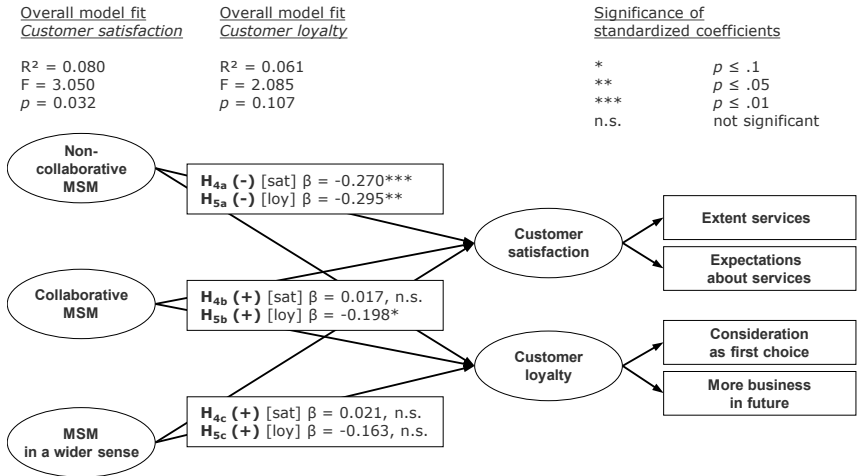 Overall model fit
Customer satisfaction
R² = 0.080
F = 3.050
p = 0.032
Overall model fit
Customer loyalty
R² = 0.061
F = 2.085
p = 0.107
Significance of
standardized coefficients
* p ≤ .1
** p ≤ .05
*** p ≤ .01
n.s. not significant
Non-
collaborative
MSM
H4a (-) [sat] β = -0.270***
H5a (-) [loy] β = -0.295**
Collaborative
MSM
H4b (+) [sat] β = 0.017, n.s.
H5b (+) [loy] β = -0.198*
MSM
in a wider sense
H4c (+) [sat] β = 0.021, n.s.
H5c (+) [loy] β = -0.163, n.s.
Customer
satisfaction
Customer
loyalty
Extent services
Expectations
about services
Consideration
as first choice
More business
in future